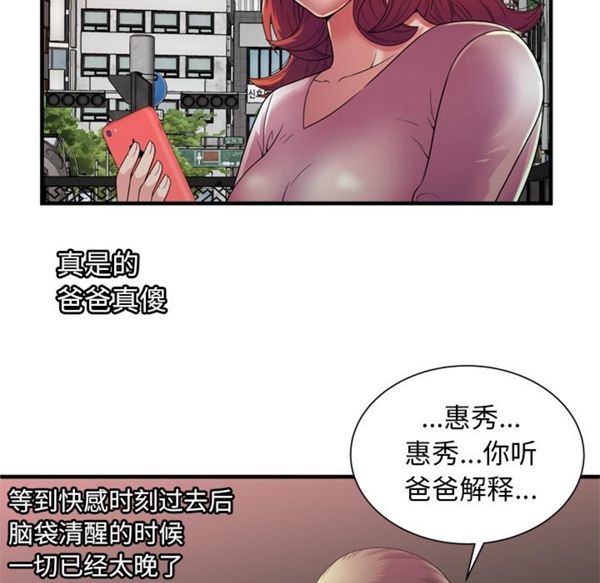 真是的
爸爸真傻
...惠秀...
惠秀...你听
爸爸解释...
等到快感时刻过去后
脑袋清醒的时候
一切已经太晚了